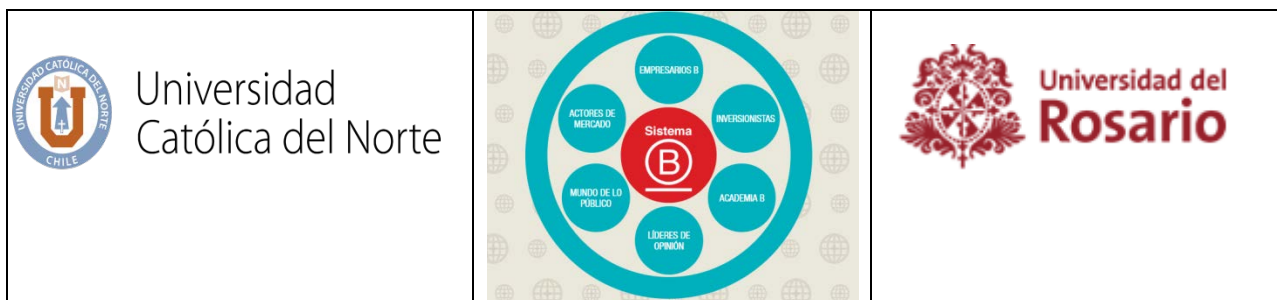 UNIVERSIDAD CATÓLICA DEL NORTE
CHILE
Universidad
Católica del Norte
EMPRESARIOS B
ACTORES DE
MERCADO
INVERSIONISTAS
Sistema
B
MUNDO DE LO
PÚBLICO
ACADEMIA B
LÍDERES DE
OPINIÓN
Universidad del
Rosario